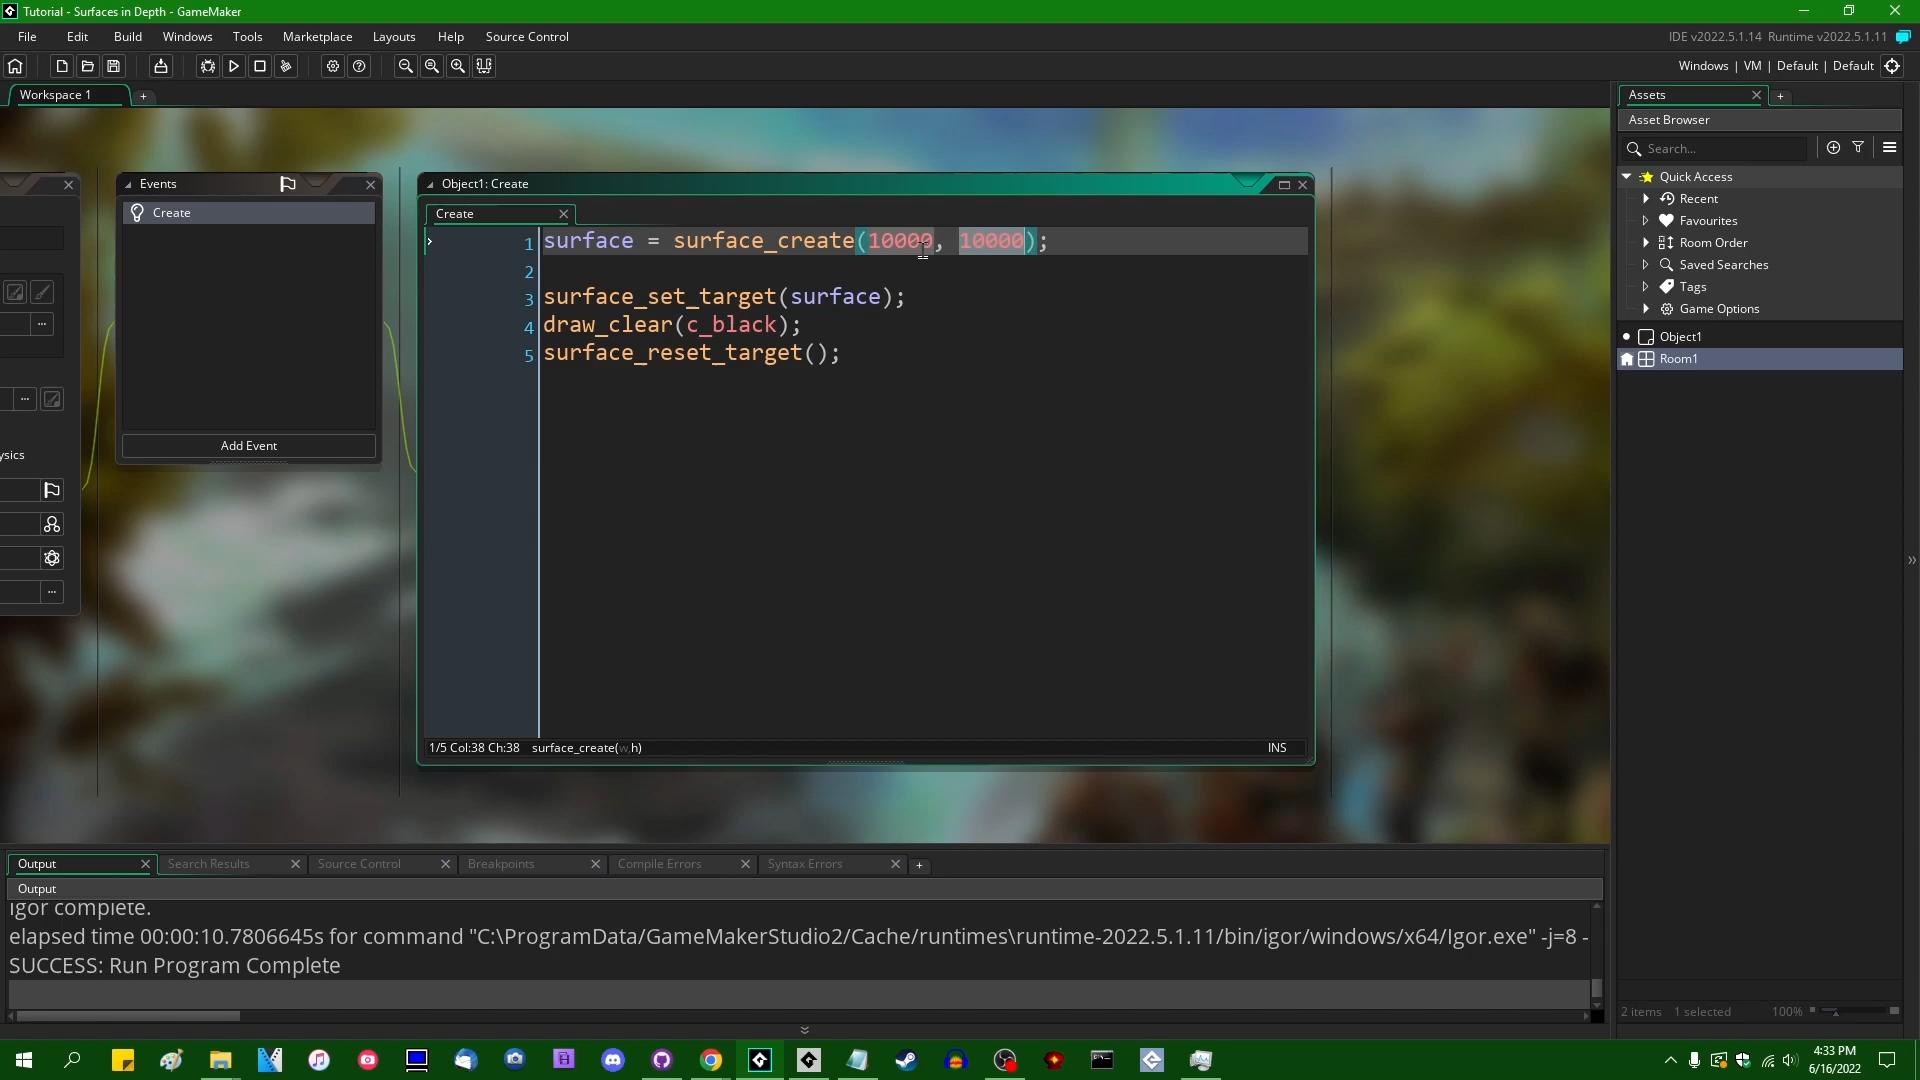 Tutorial - Surfaces in Depth - GameMaker
File Edit Build Windows Tools Marketplace Layouts Help Source Control
IDE v2022.5.1.14 Runtime v2022.5.1.11
Windows | VM | Default | Default
Workspace 1
Assets
Asset Browser
Search...
Quick Access
Recent
Favourites
Room Order
Saved Searches
Tags
Game Options
Object1
Room1
2 items 1 selected 100%
Events
Create
Add Event
ysics
Object1: Create
Create
1 surface = surface_create(10000, 10000);
2
3 surface_set_target(surface);
4 draw_clear(c_black);
5 surface_reset_target();
1/5 Col:38 Ch:38 surface_create(w,h) INS
Output Search Results Source Control Breakpoints Compile Errors Syntax Errors
Output
Igor complete.
elapsed time 00:00:10.7806645s for command "C:\ProgramData/GameMakerStudio2/Cache/runtimes\runtime-2022.5.1.11/bin/igor/windows/x64/Igor.exe" -j=8 -
SUCCESS: Run Program Complete
4:33 PM
6/16/2022